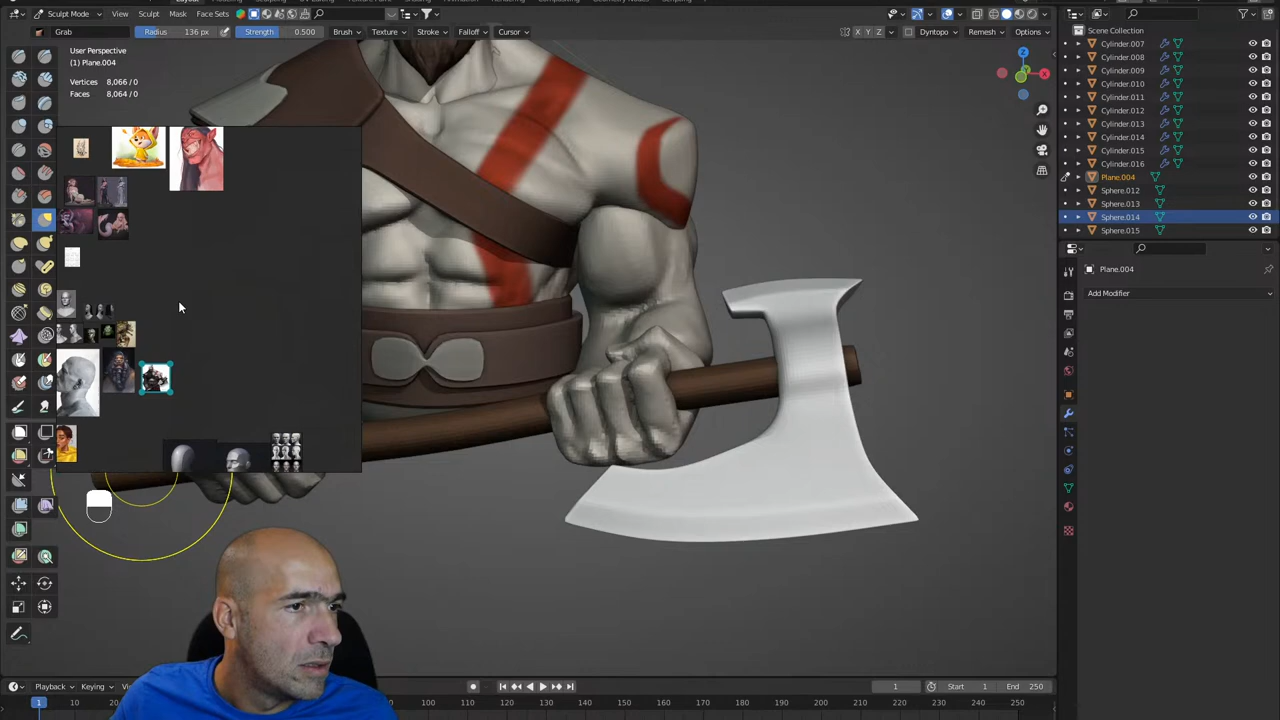 Layout
Sculpt Mode View Sculpt Mask Face Sets
Grab Radius 136 px Strength 0.500 Brush Texture Stroke Falloff Cursor X Y Z Dyntopo Remesh Options
User Perspective
(1) Plane.004
Vertices 8,066 / 0
Faces 8,064 / 0
Z
X
Scene Collection
Cylinder.007
Cylinder.008
Cylinder.009
Cylinder.010
Cylinder.011
Cylinder.012
Cylinder.013
Cylinder.014
Cylinder.015
Cylinder.016
Plane.004
Sphere.012
Sphere.013
Sphere.014
Sphere.015
Plane.004
Add Modifier
Playback Keying 1 Start 1 End 250
1 10 20 100 110 120 130 140 150 160 170 180 190 200 210 220 230 240 250